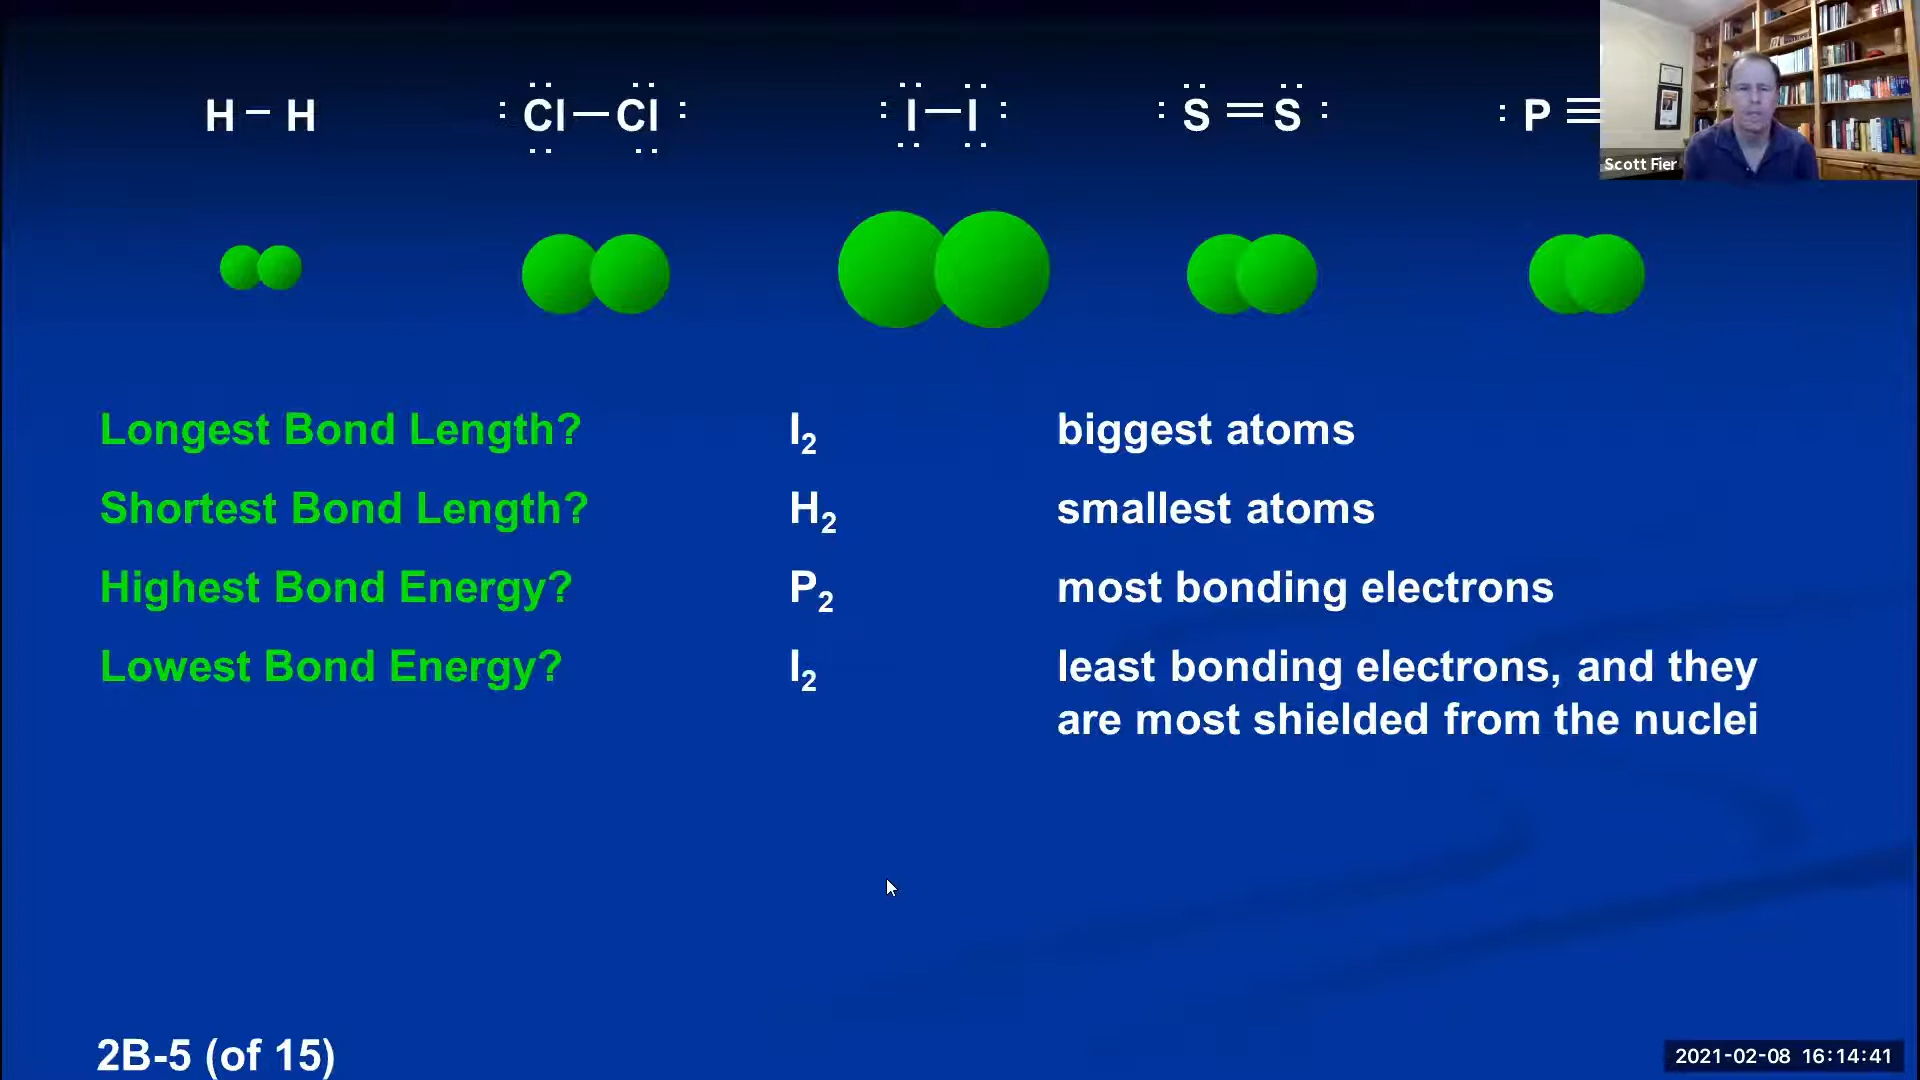 H – H
:Cl—Cl:
:I—I:
:S=S:
:P≡
Scott Fier
Longest Bond Length? I₂ biggest atoms
Shortest Bond Length? H₂ smallest atoms
Highest Bond Energy? P₂ most bonding electrons
Lowest Bond Energy? I₂ least bonding electrons, and they
are most shielded from the nuclei
2B-5 (of 15)
2021-02-08 16:14:41